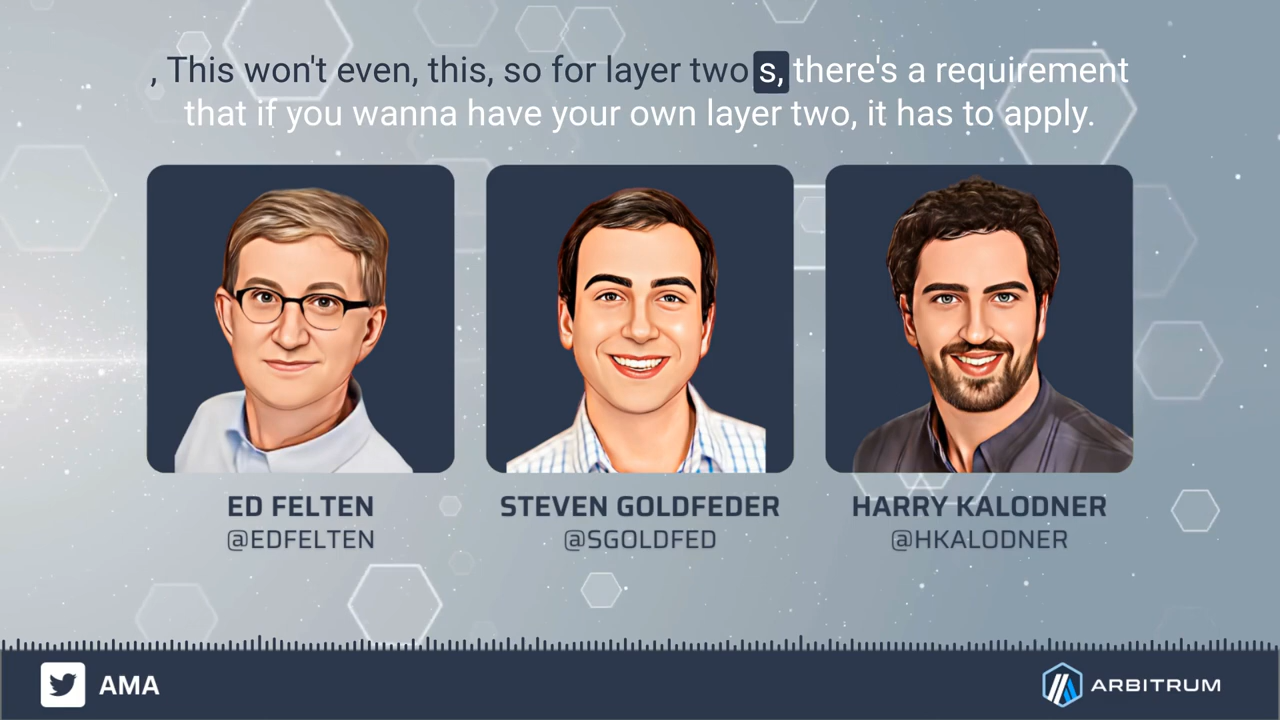 , This won't even, this, so for layer two s, there's a requirement
that if you wanna have your own layer two, it has to apply.
ED FELTEN
@EDFELTEN
STEVEN GOLDFEDER
@SGOLDFED
HARRY KALODNER
@HKALODNER
AMA
ARBITRUM